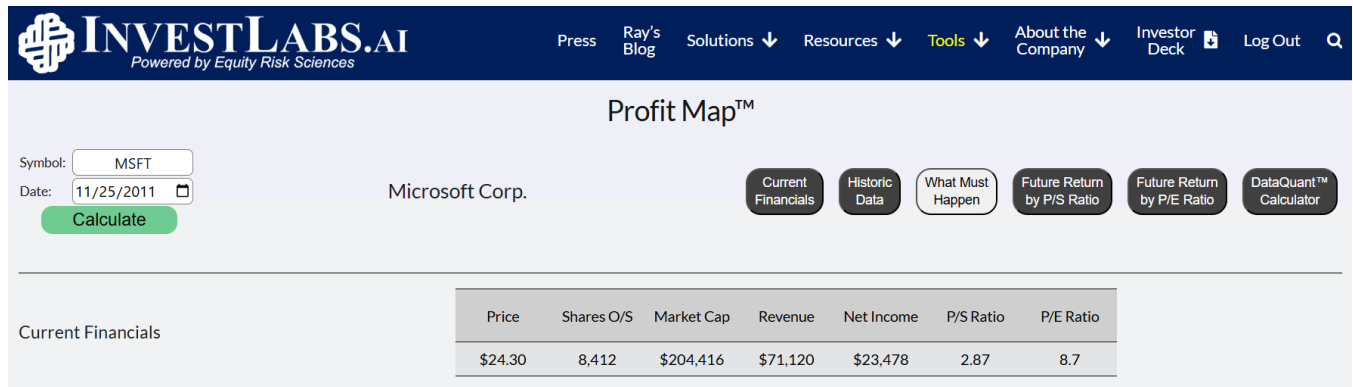 INVESTLABS.AI
Powered by Equity Risk Sciences
Press Ray's Blog Solutions Resources Tools About the Company Investor Deck Log Out
Profit Map™
Symbol: MSFT
Date: 11/25/2011
Calculate
Microsoft Corp.
Current Financials
Historic Data
What Must Happen
Future Return by P/S Ratio
Future Return by P/E Ratio
DataQuant™ Calculator
Current Financials
Price Shares O/S Market Cap Revenue Net Income P/S Ratio P/E Ratio
$24.30 8,412 $204,416 $71,120 $23,478 2.87 8.7